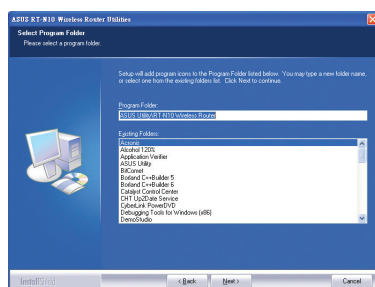 ASUS RT-N10 Wireless Router Utilities
Select Program Folder
Please select a program folder.
Setup will add program icons to the Program Folder listed below. You may type a new folder name,
or select one from the existing folders list. Click Next to continue.
Program Folder:
ASUS Utility\RT-N10 Wireless Router
Existing Folders:
Acronis
Alcohol 120%
Application Verifier
ASUS Utility
BitComet
Borland C++Builder 5
Borland C++Builder 6
Catalyst Control Center
CHT Up2Date Service
CyberLink PowerDVD
Debugging Tools for Windows (x86)
DemoStudio
InstallShield
< Back
Next >
Cancel